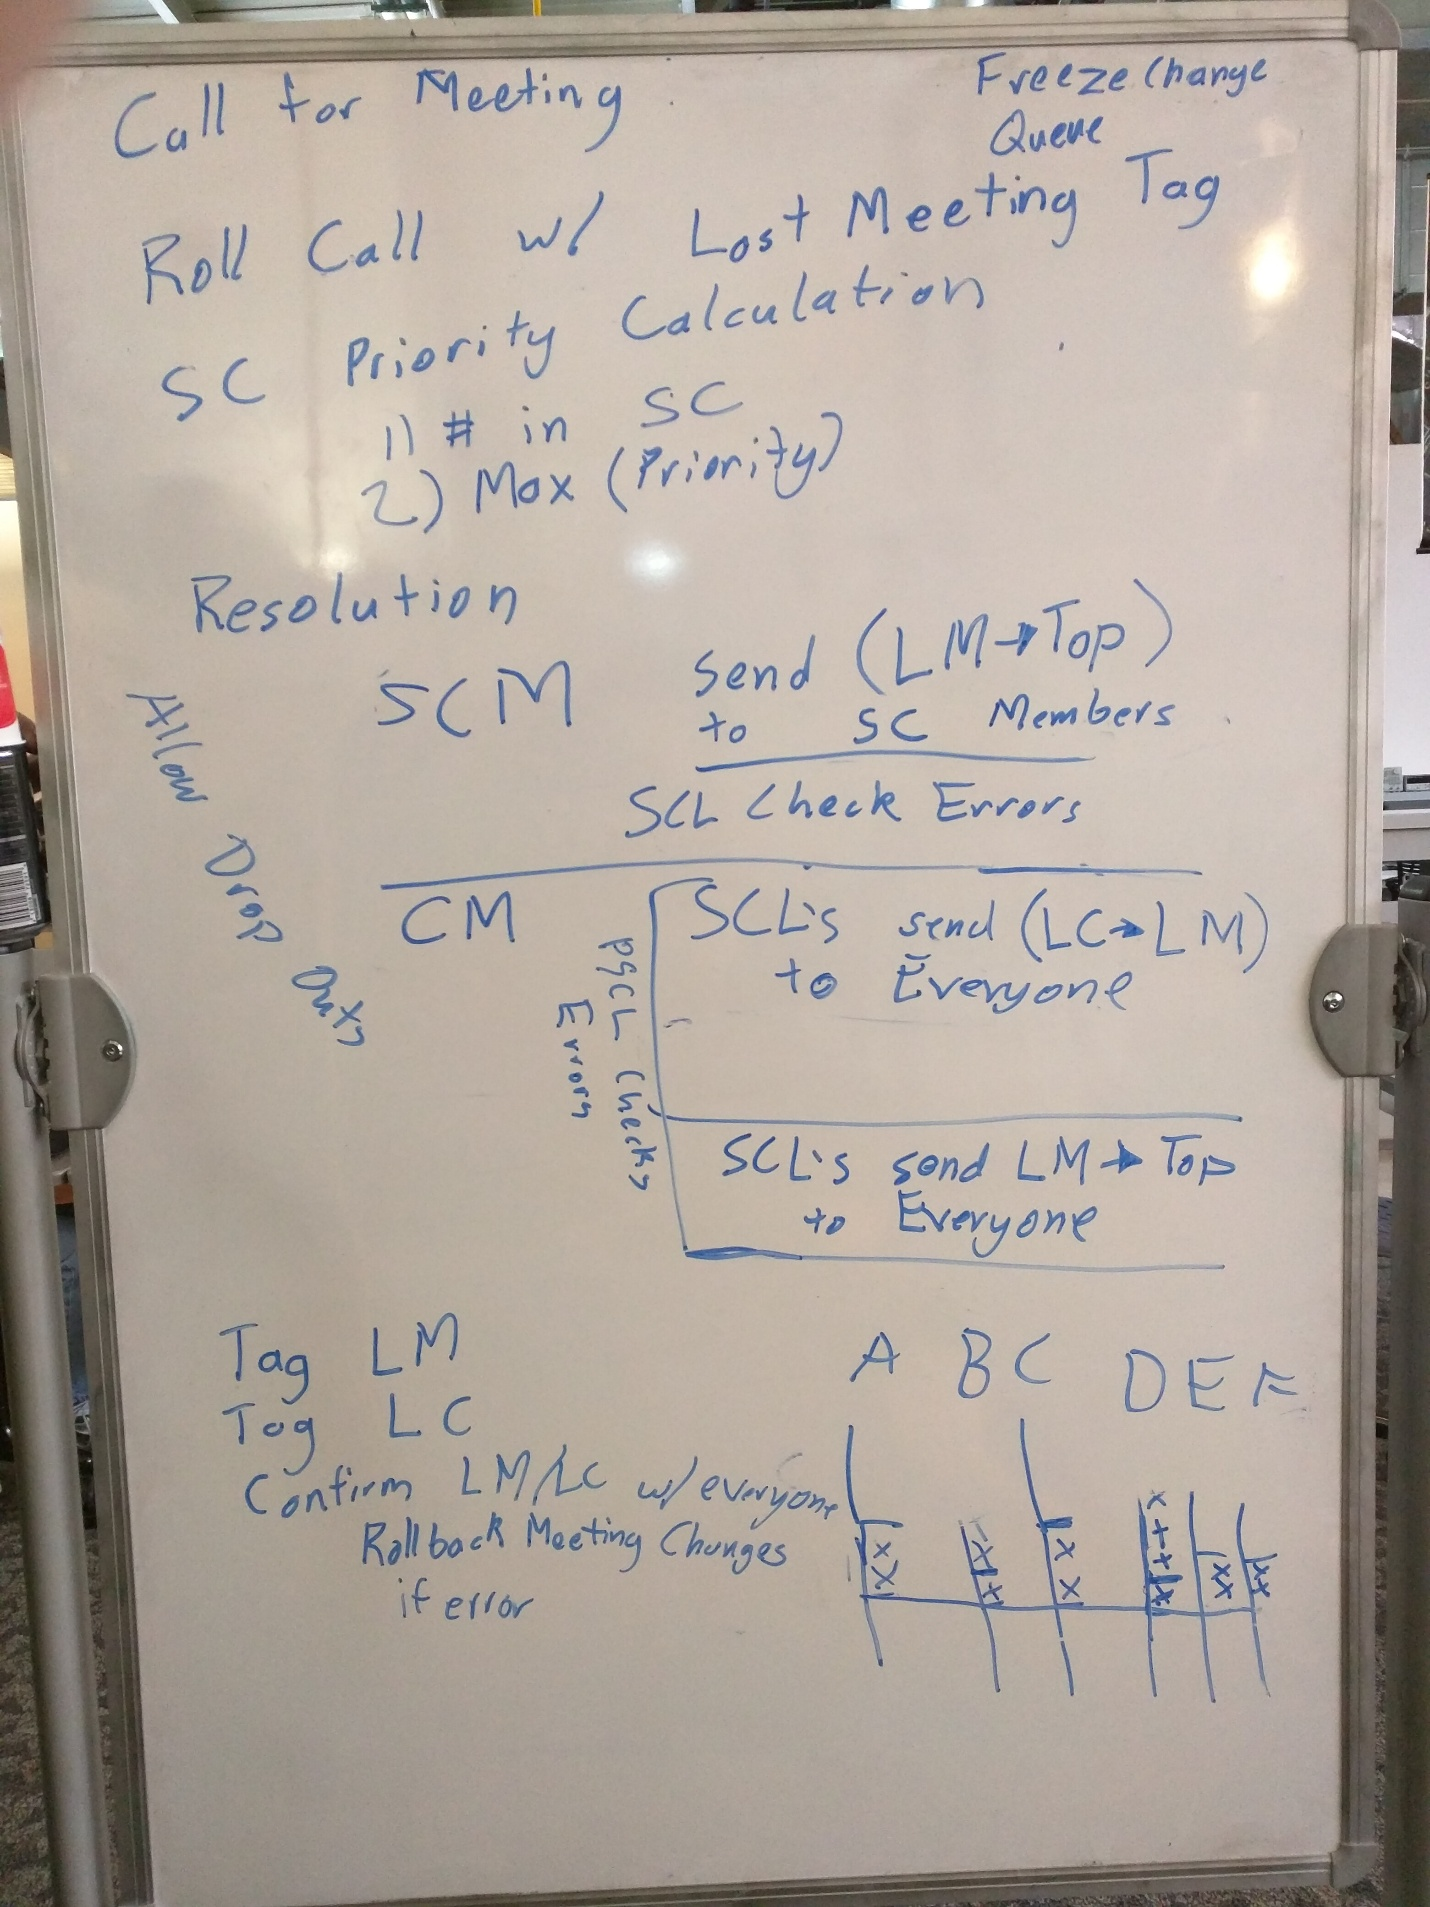 Call for Meeting
Freeze Change
Queue
Roll Call w/ Lost Meeting Tag
SC Priority Calculation
1) # in SC
2) Max (Priority)
Resolution
SCM send (LM→Top)
to SC Members
SCL Check Errors
Allow Drop Outs
CM
PSCL Checks
Errors
SCL's send (LC→LM)
to Everyone
SCL's send LM→Top
to Everyone
Tag LM
Tag LC
Confirm LM/LC w/ everyone
Rollback Meeting Changes
if error
A B C D E F
x x
x x
x x
x + + x
x x
x x